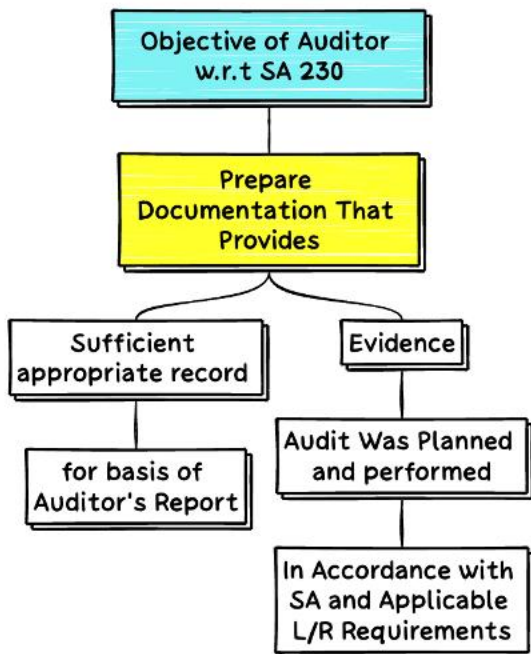 Objective of Auditor
w.r.t SA 230
Prepare
Documentation That
Provides
Sufficient
appropriate record
for basis of
Auditor's Report
Evidence
Audit Was Planned
and performed
In Accordance with
SA and Applicable
L/R Requirements